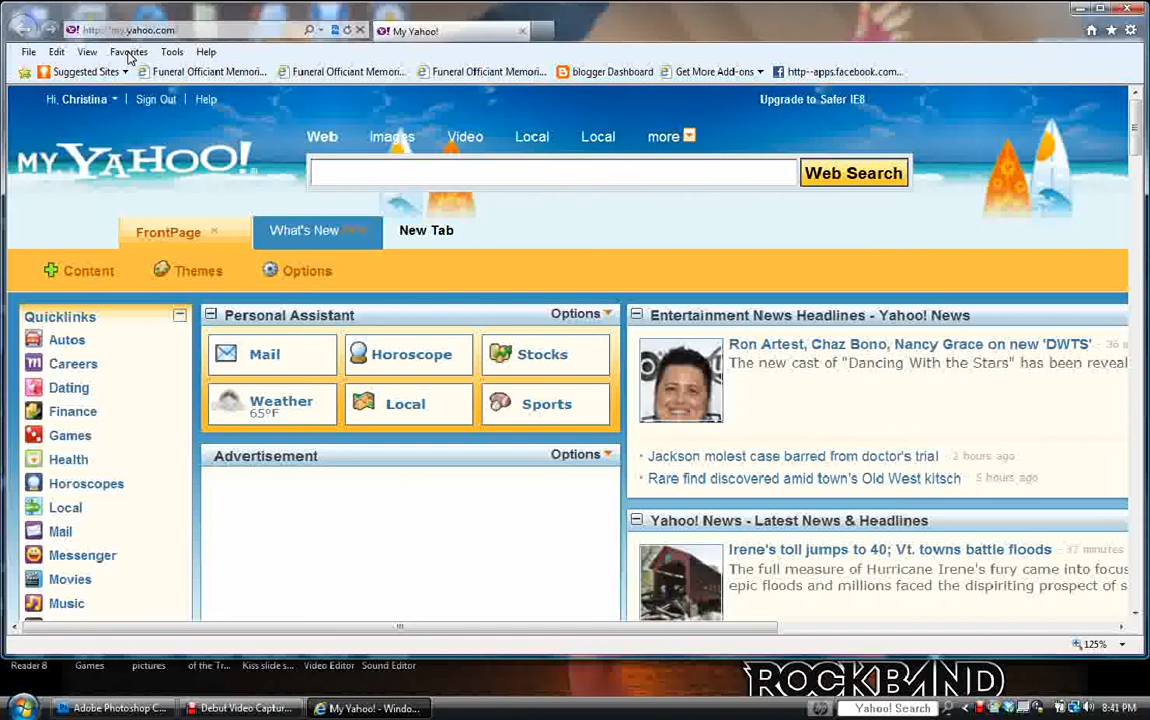 http://my.yahoo.com
My Yahoo!
File Edit View Favorites Tools Help
Suggested Sites Funeral Officiant Memori... Funeral Officiant Memori... Funeral Officiant Memori... blogger Dashboard Get More Add-ons http--apps.facebook.com...
Hi, Christina Sign Out Help Upgrade to Safer IE8
Web Images Video Local Local more
MY YAHOO!
Web Search
FrontPage What's New New Tab
Content Themes Options
Quicklinks
Autos
Careers
Dating
Finance
Games
Health
Horoscopes
Local
Mail
Messenger
Movies
Music
Personal Assistant Options
Mail Horoscope Stocks
Weather Local Sports
65°F
Advertisement Options
Entertainment News Headlines - Yahoo! News
Ron Artest, Chaz Bono, Nancy Grace on new 'DWTS'
The new cast of "Dancing With the Stars" has been reveal
Jackson molest case barred from doctor's trial 2 hours ago
Rare find discovered amid town's Old West kitsch 5 hours ago
Yahoo! News - Latest News & Headlines
Irene's toll jumps to 40; Vt. towns battle floods 37 minutes
The full measure of Hurricane Irene's fury came into focus
epic floods and millions faced the dispiriting prospect of s
125%
Reader 8 Games pictures of the Tr... Kiss slide s... Video Editor Sound Editor
ROCKBAND
Adobe Photoshop C... Debut Video Captur... My Yahoo! - Windo... Yahoo! Search 8:41 PM